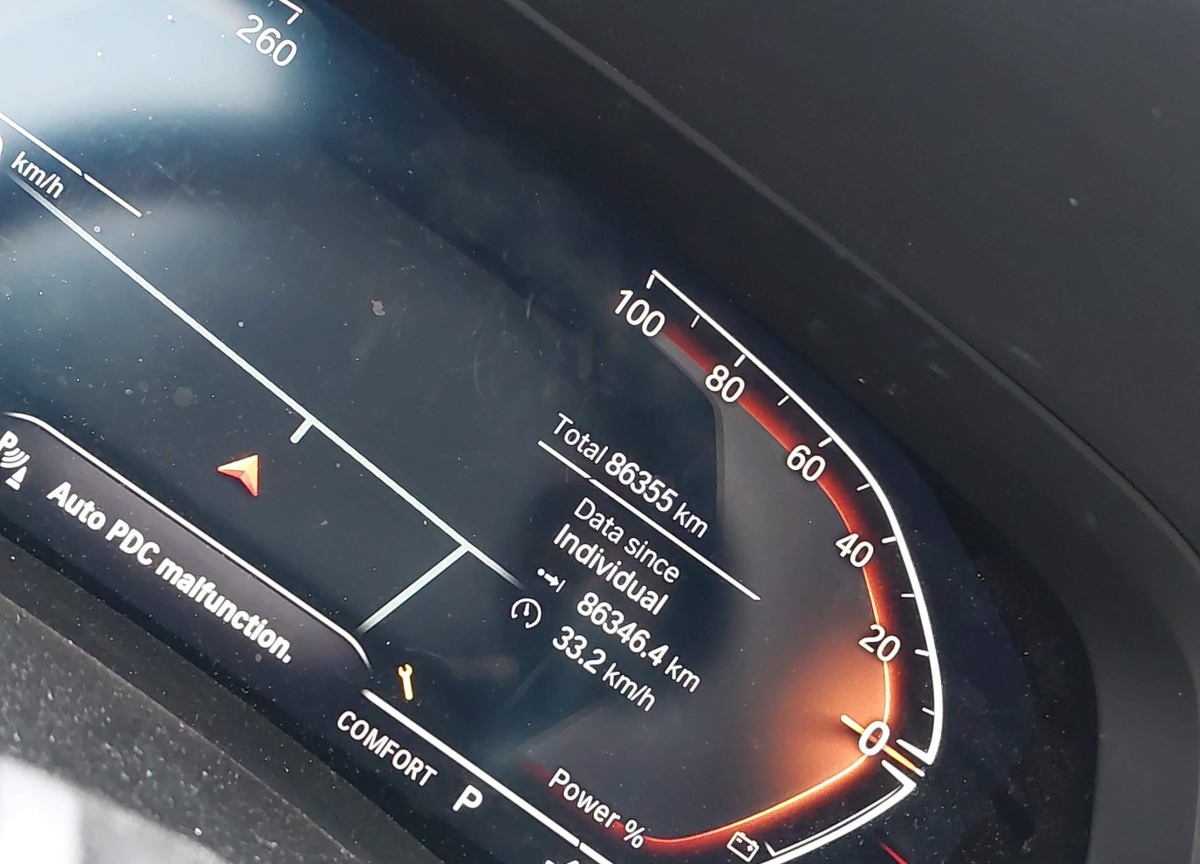 260
km/h
100
80
60
40
20
0
Total 86355 km
Data since
Individual
86346.4 km
33.2 km/h
P
Auto PDC malfunction.
COMFORT P
Power %